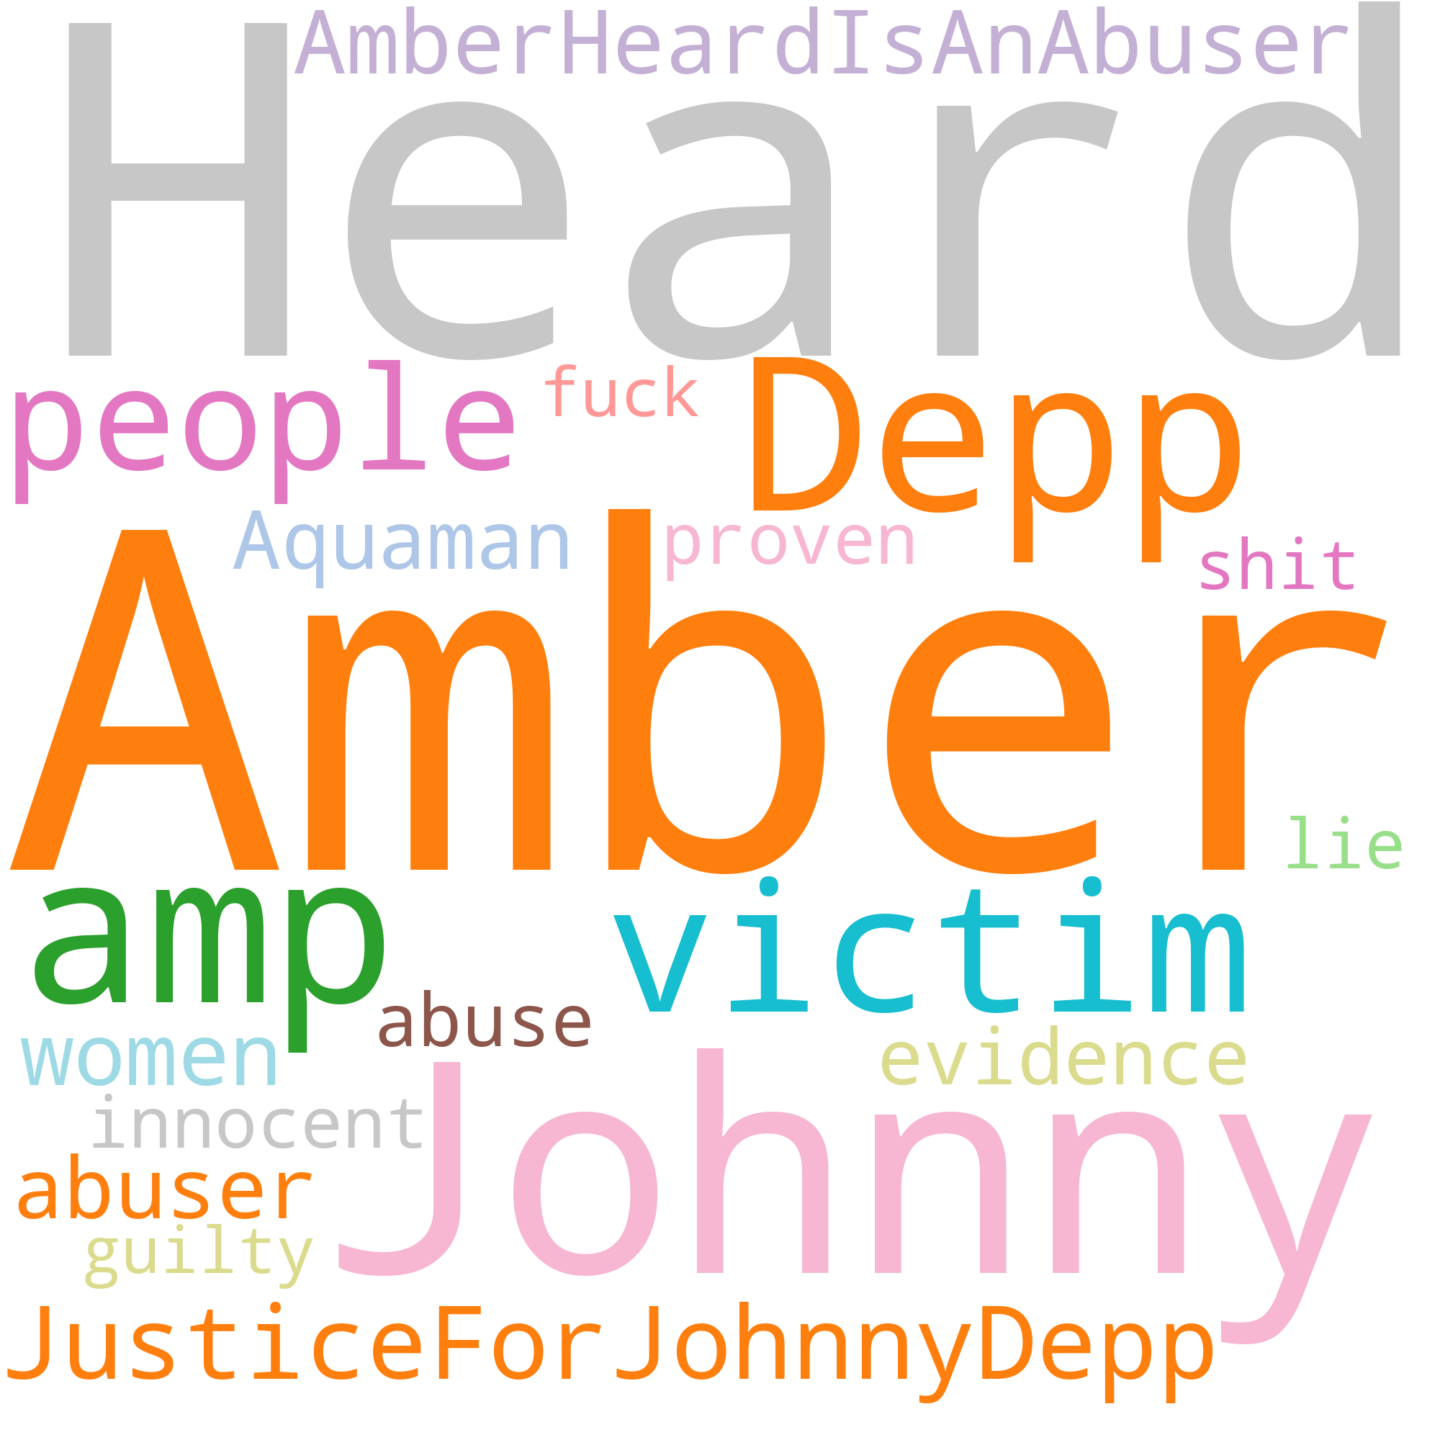 AmberHeardIsAnAbuser
Heard
people
fuck
Depp
Aquaman
proven
shit
Amber
lie
amp
victim
abuse
women
evidence
innocent
Johnny
abuser
guilty
JusticeForJohnnyDepp